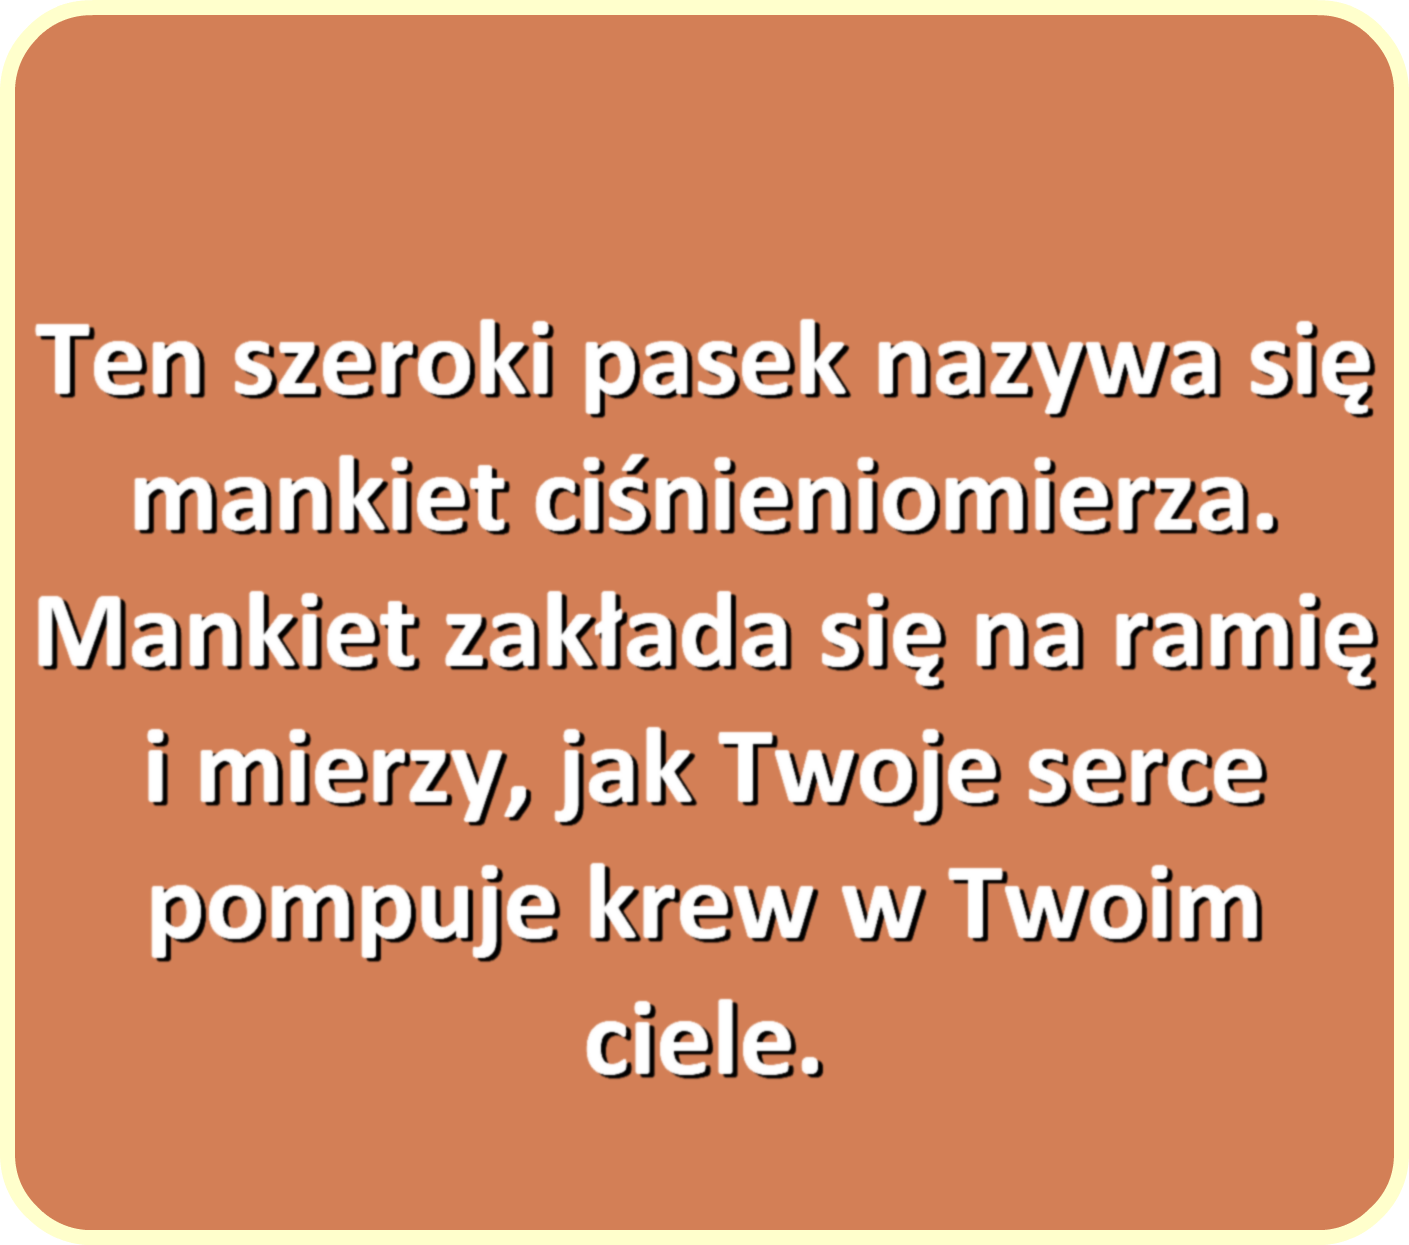 Ten szeroki pasek nazywa się
mankiet ciśnieniomierza.
Mankiet zakłada się na ramię
i mierzy, jak Twoje serce
pompuje krew w Twoim
ciele.